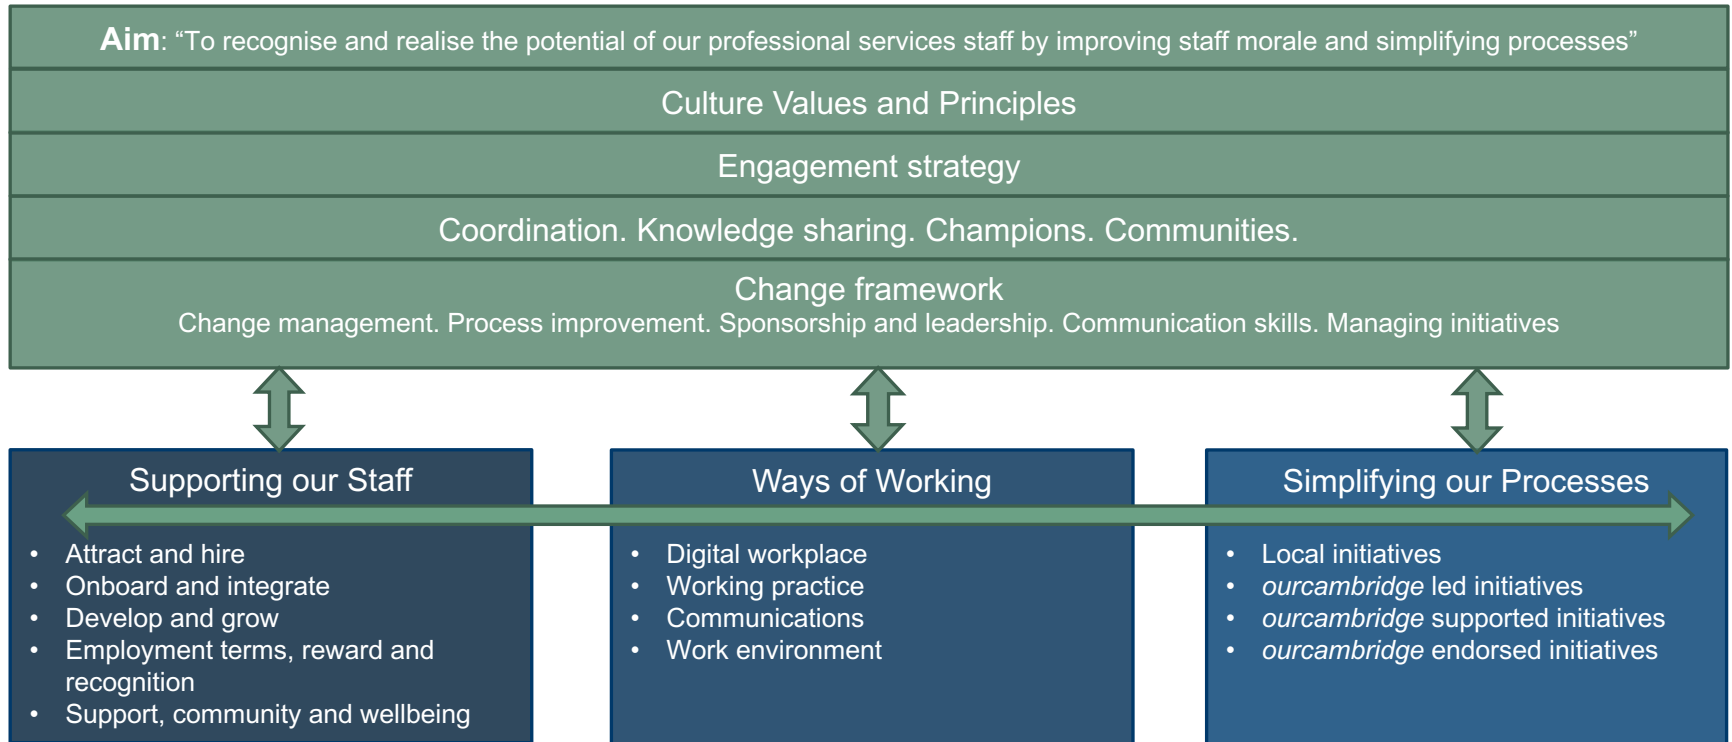 Aim: “To recognise and realise the potential of our professional services staff by improving staff morale and simplifying processes”
Culture Values and Principles
Engagement strategy
Coordination. Knowledge sharing. Champions. Communities.
Change framework
Change management. Process improvement. Sponsorship and leadership. Communication skills. Managing initiatives
Supporting our Staff
• Attract and hire
• Onboard and integrate
• Develop and grow
• Employment terms, reward and
recognition
• Support, community and wellbeing
Ways of Working
• Digital workplace
• Working practice
• Communications
• Work environment
Simplifying our Processes
• Local initiatives
• ourcambridge led initiatives
• ourcambridge supported initiatives
• ourcambridge endorsed initiatives